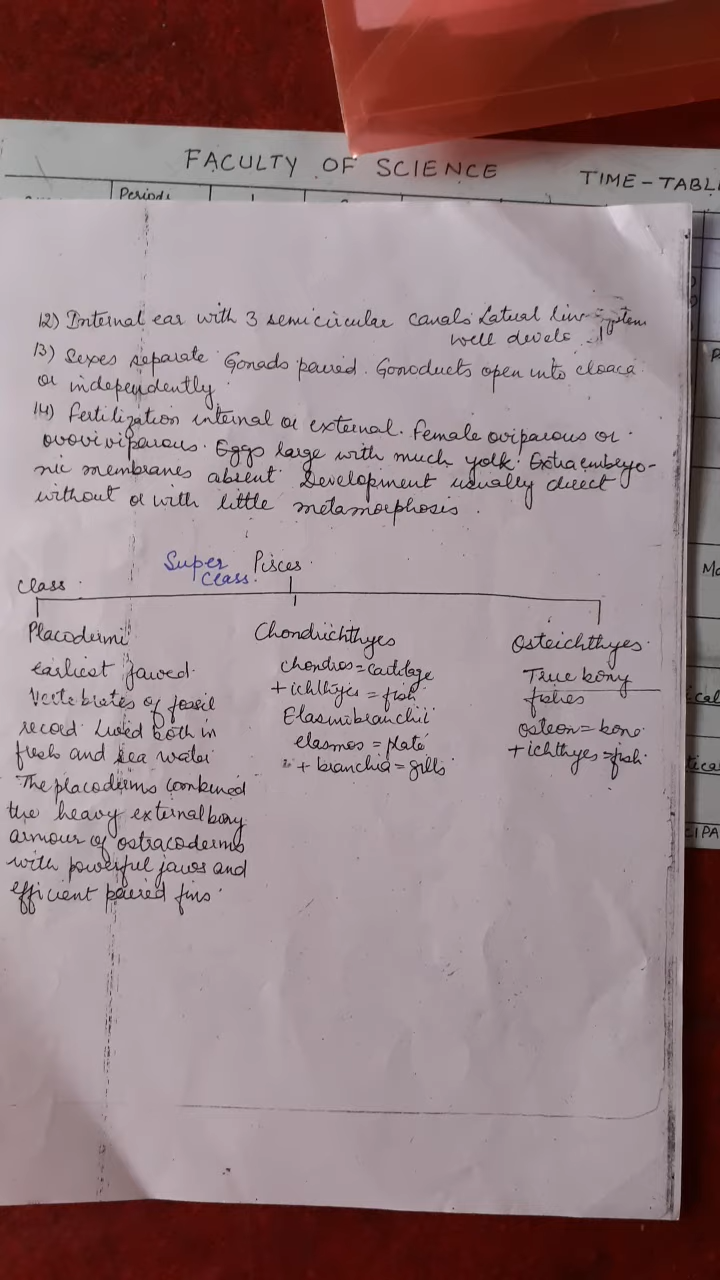 FACULTY OF SCIENCE TIME-TABL
Periods
12) Internal ear with 3 semicircular canals. Lateral line system
well develo
13) Sexes separate Gonads paired. Gonoducts open into cloaca
or independently.
14) Fertilization internal or external. Female oviparous or
ovoviviparous. Eggs large with much yolk. Extraembryo-
nic membranes absent. Development usually direct
without or with little metamorphosis.
Super Pisces.
Class.
Class.
Placodermi
earliest jawed.
Vertebrates of fossil
record. Lived both in
fresh and sea water
The placoderms combined
the heavy external bony
armour of ostracoderms
with powerful jaws and
efficient paired fins.
Chondrichthyes
chondros = cartilage
+ ichthyes = fish
Elasmobranchii
elasmos = plate
+ branchia = gills
Osteichthyes.
True bony
fishes
osteon = bone
+ ichthyes = fish.